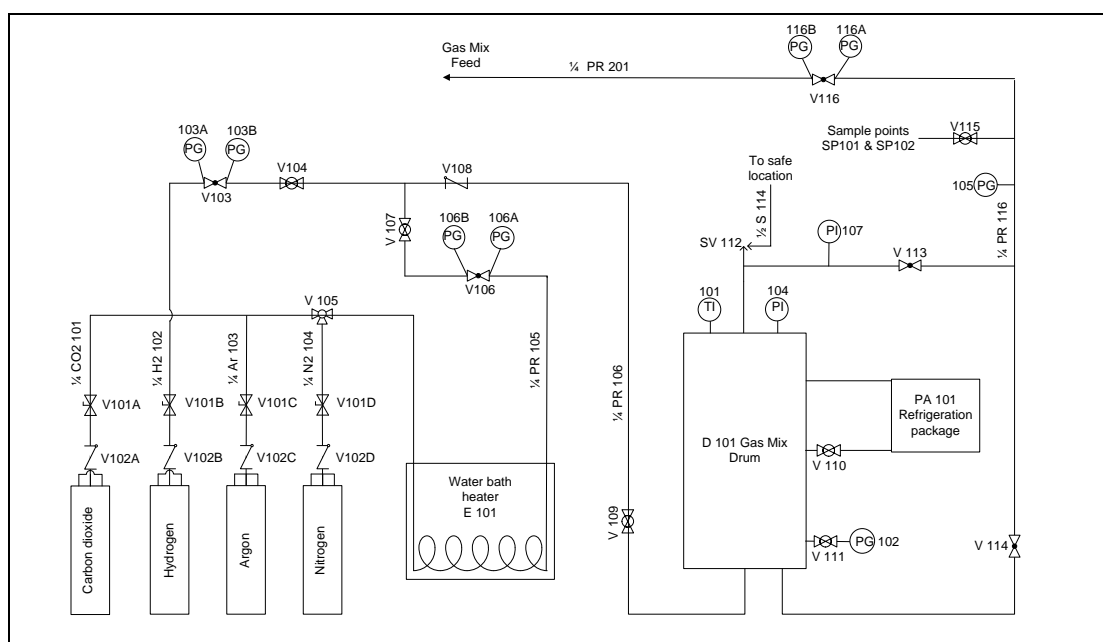 116B
116A
PG
PG
Gas Mix
Feed
¼ PR 201
V116
103A
103B
PG
PG
V103
V104
V108
Sample points
SP101 & SP102
V115
To safe
location
½ S 114
105
PG
¼ PR 116
V 107
106B
106A
PG
PG
V106
SV 112
PI
107
V 113
V 105
101
TI
104
PI
¼ CO2 101
¼ H2 102
¼ Ar 103
¼ N2 104
¼ PR 105
¼ PR 106
V101A
V101B
V101C
V101D
PA 101
Refrigeration
package
D 101 Gas Mix
Drum
V102A
V102B
V102C
V102D
V 110
Water bath
heater
E 101
V 109
V 111
PG
102
V 114
Carbon dioxide
Hydrogen
Argon
Nitrogen